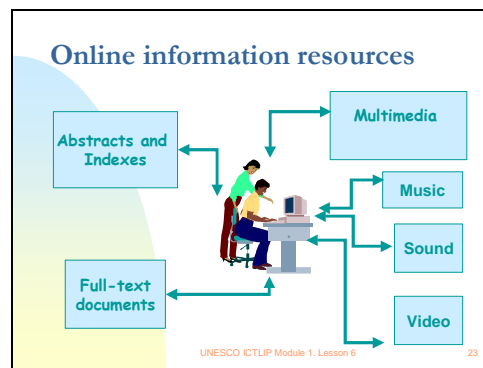 Online information resources
Abstracts and
Indexes
Multimedia
Music
Sound
Full-text
documents
Video
UNESCO ICTLIP Module 1. Lesson 6
23